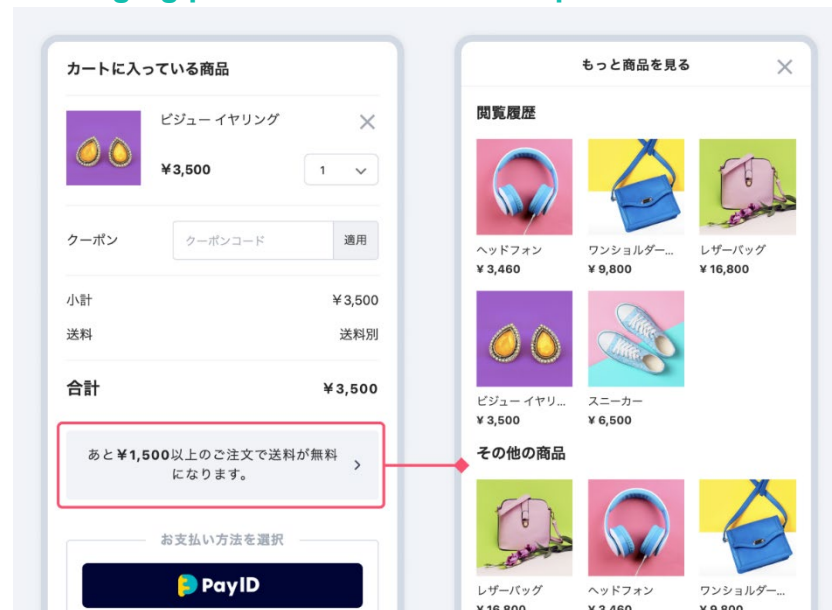 カートに入っている商品
ビジュー イヤリング
¥3,500
1
クーポン
クーポンコード
適用
小計
¥3,500
送料
送料別
合計
¥3,500
あと¥1,500以上のご注文で送料が無料
になります。
お支払い方法を選択
PayID
もっと商品を見る
閲覧履歴
ヘッドフォン
¥ 3,460
ワンショルダー...
¥ 9,800
レザーバッグ
¥ 16,800
ビジュー イヤリ...
¥ 3,500
スニーカー
¥ 6,500
その他の商品
レザーバッグ
¥ 16,800
ヘッドフォン
¥ 3,460
ワンショルダー...
¥ 9,800